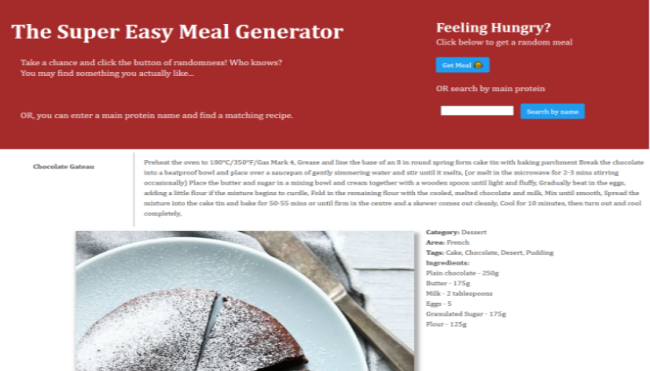 The Super Easy Meal Generator
Take a chance and click the button of randomness! Who knows?
You may find something you actually like...
OR, you can enter a main protein name and find a matching recipe.
Feeling Hungry?
Click below to get a random meal
Get Meal 🍔
OR search by main protein
Search by name
Chocolate Gateau
Preheat the oven to 180°C/350°F/Gas Mark 4, Grease and line the base of an 8 in round spring form cake tin with baking parchment Break the chocolate
into a heatproof bowl and place over a saucepan of gently simmering water and stir until it melts, (or melt in the microwave for 2-3 mins stirring
occasionally) Place the butter and sugar in a mixing bowl and cream together with a wooden spoon until light and fluffy, Gradually beat in the eggs,
adding a little flour if the mixture begins to curdle, Fold in the remaining flour with the cooled, melted chocolate and milk, Mix until smooth, Spread the
mixture into the cake tin and bake for 50-55 mins or until firm in the centre and a skewer comes out cleanly, Cool for 10 minutes, then turn out and cool
completely,
Category: Dessert
Area: French
Tags: Cake, Chocolate, Desert, Pudding
Ingredients:
Plain chocolate - 250g
Butter - 175g
Milk - 2 tablespoons
Eggs - 5
Granulated Sugar - 175g
Flour - 125g